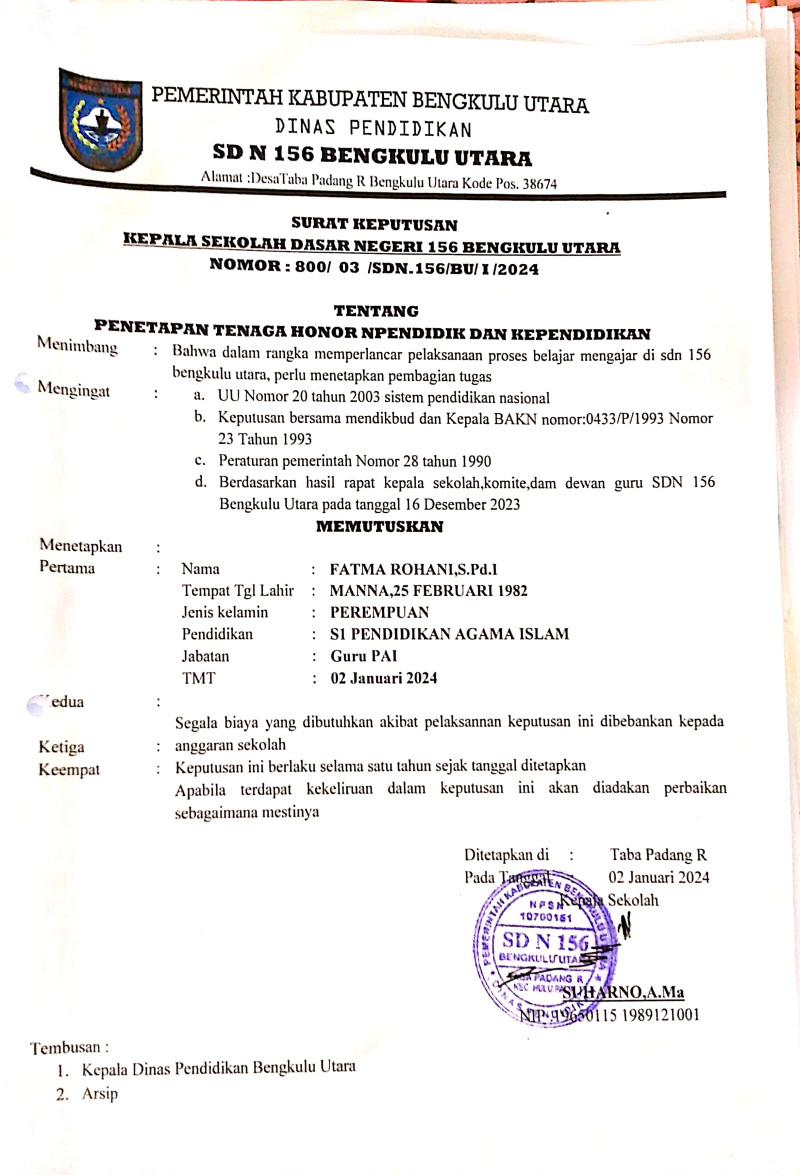 PEMERINTAH KABUPATEN BENGKULU UTARA
DINAS PENDIDIKAN
SD N 156 BENGKULU UTARA
Alamat :DesaTaba Padang R Bengkulu Utara Kode Pos. 38674
SURAT KEPUTUSAN
KEPALA SEKOLAH DASAR NEGERI 156 BENGKULU UTARA
NOMOR : 800/ 03 /SDN.156/BU/ I /2024
TENTANG
PENETAPAN TENAGA HONOR NPENDIDIK DAN KEPENDIDIKAN
Menimbang : Bahwa dalam rangka memperlancar pelaksanaan proses belajar mengajar di sdn 156
bengkulu utara, perlu menetapkan pembagian tugas
Mengingat : a. UU Nomor 20 tahun 2003 sistem pendidikan nasional
b. Keputusan bersama mendikbud dan Kepala BAKN nomor:0433/P/1993 Nomor
23 Tahun 1993
c. Peraturan pemerintah Nomor 28 tahun 1990
d. Berdasarkan hasil rapat kepala sekolah,komite,dam dewan guru SDN 156
Bengkulu Utara pada tanggal 16 Desember 2023
MEMUTUSKAN
Menetapkan :
Pertama : Nama : FATMA ROHANI,S.Pd.I
Tempat Tgl Lahir : MANNA,25 FEBRUARI 1982
Jenis kelamin : PEREMPUAN
Pendidikan : S1 PENDIDIKAN AGAMA ISLAM
Jabatan : Guru PAI
TMT : 02 Januari 2024
Kedua :
Segala biaya yang dibutuhkan akibat pelaksannan keputusan ini dibebankan kepada
Ketiga : anggaran sekolah
Keempat : Keputusan ini berlaku selama satu tahun sejak tanggal ditetapkan
Apabila terdapat kekeliruan dalam keputusan ini akan diadakan perbaikan
sebagaimana mestinya
Ditetapkan di : Taba Padang R
Pada Tanggal 02 Januari 2024
Kepala Sekolah
PEMERINTAH KABUPATEN BENGKULU UTARA
NPSN
10700151
SD N 156
BENGKULU UTARA
TABA PADANG R
DINAS PENDIDIKAN
SUHARNO,A.Ma
NIP. 19650115 1989121001
Tembusan :
1. Kepala Dinas Pendidikan Bengkulu Utara
2. Arsip